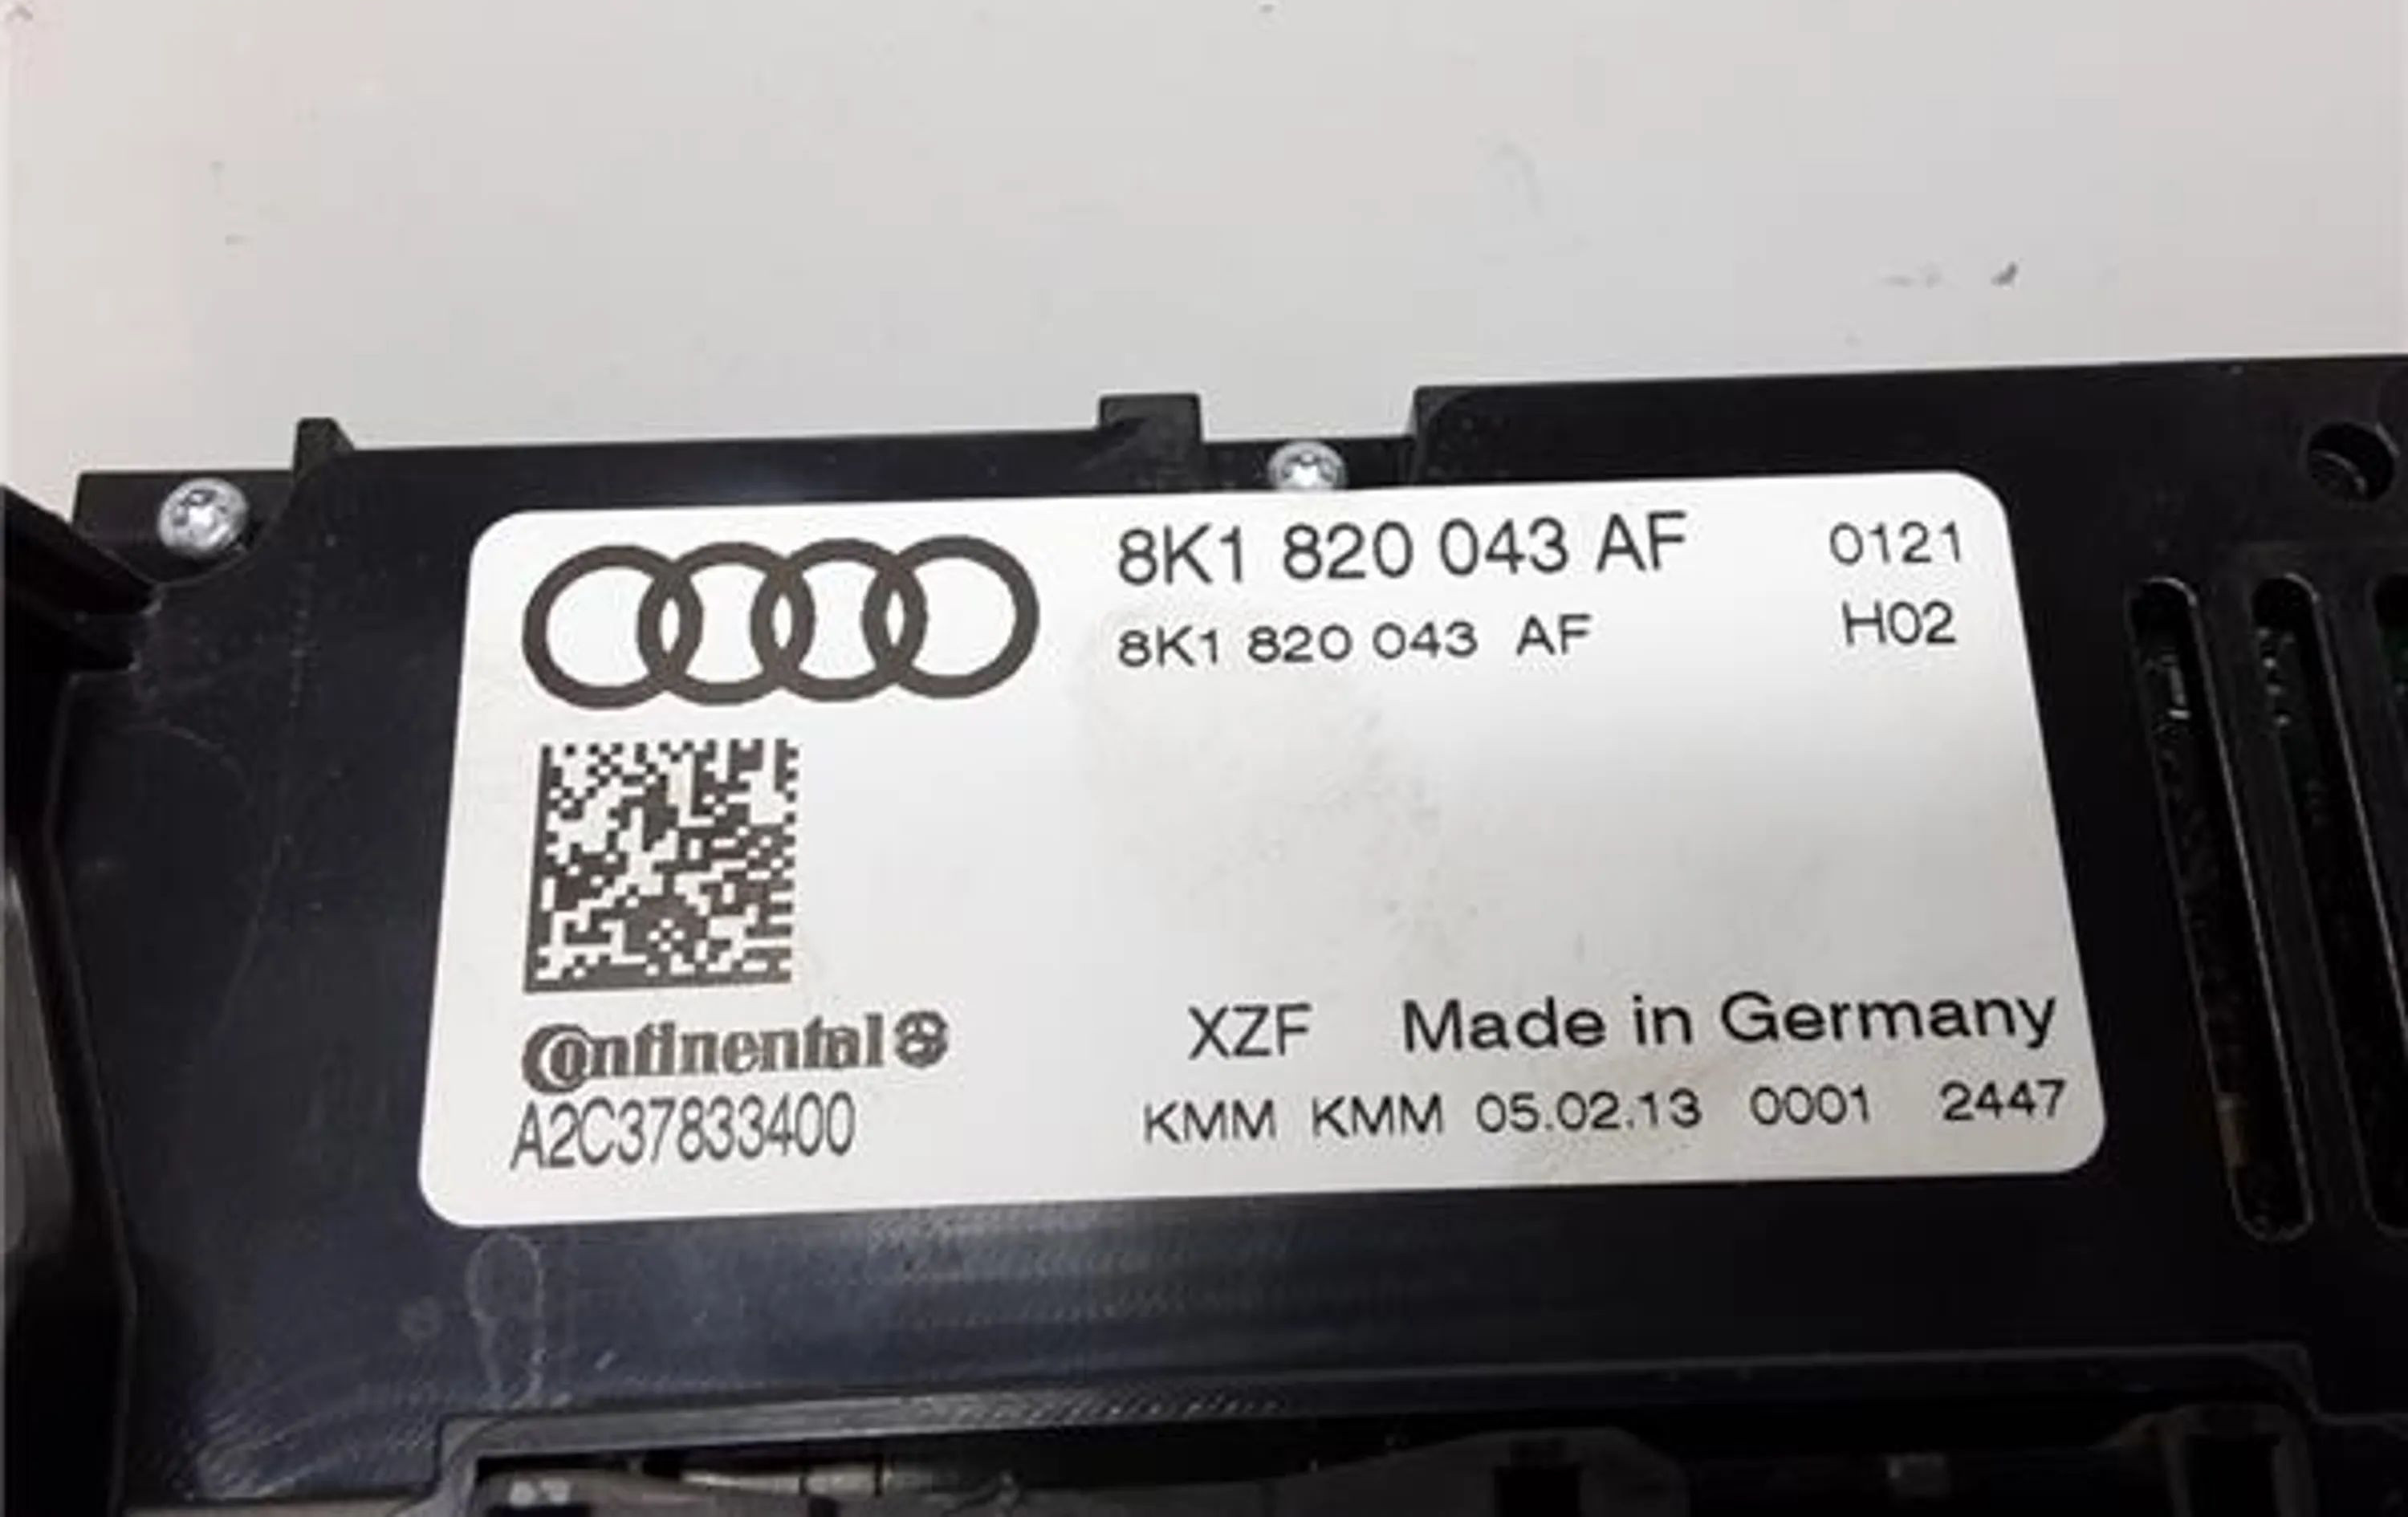 8K1 820 043 AF 0121
8K1 820 043 AF H02
Continental
A2C37833400
XZF Made in Germany
KMM KMM 05.02.13 0001 2447